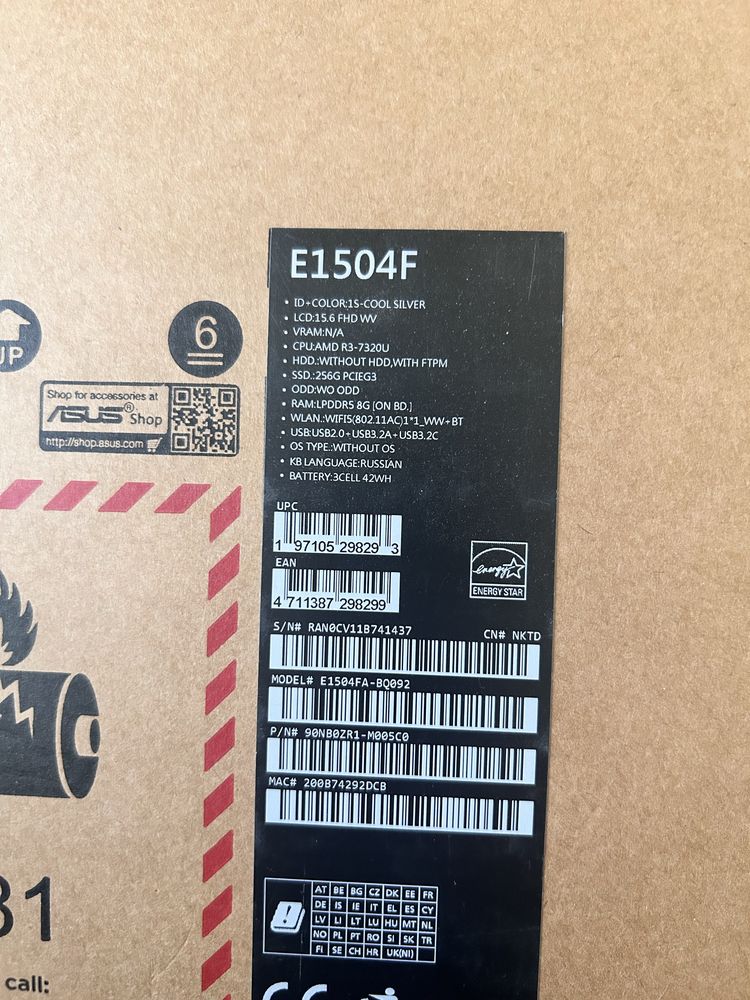 E1504F
• ID+COLOR:1S-COOL SILVER
• LCD:15.6 FHD WV
• VRAM:N/A
• CPU:AMD R3-7320U
• HDD.:WITHOUT HDD,WITH FTPM
• SSD.:256G PCIEG3
• ODD:WO ODD
• RAM:LPDDR5 8G [ON BD.]
• WLAN.:WIFI5(802.11AC)1*1_WW+BT
• USB:USB2.0+USB3.2A+USB3.2C
• OS TYPE.:WITHOUT OS
• KB LANGUAGE:RUSSIAN
• BATTERY:3CELL 42WH
UP
6
Shop for accessories at
ASUS® Shop
http://shop.asus.com
UPC
1 97105 29829 3
EAN
4 711387 298299
energy
ENERGY STAR
S/N# RAN0CV11B741437
CN# NKTD
MODEL# E1504FA-BQ092
P/N# 90NB0ZR1-M005C0
MAC# 200B74292DCB
AT BE BG CZ DK EE FR
DE IS IE IT EL ES CY
LV LI LT LU HU MT NL
NO PL PT RO SI SK TR
FI SE CH HR UK(NI)
31
call:
CE